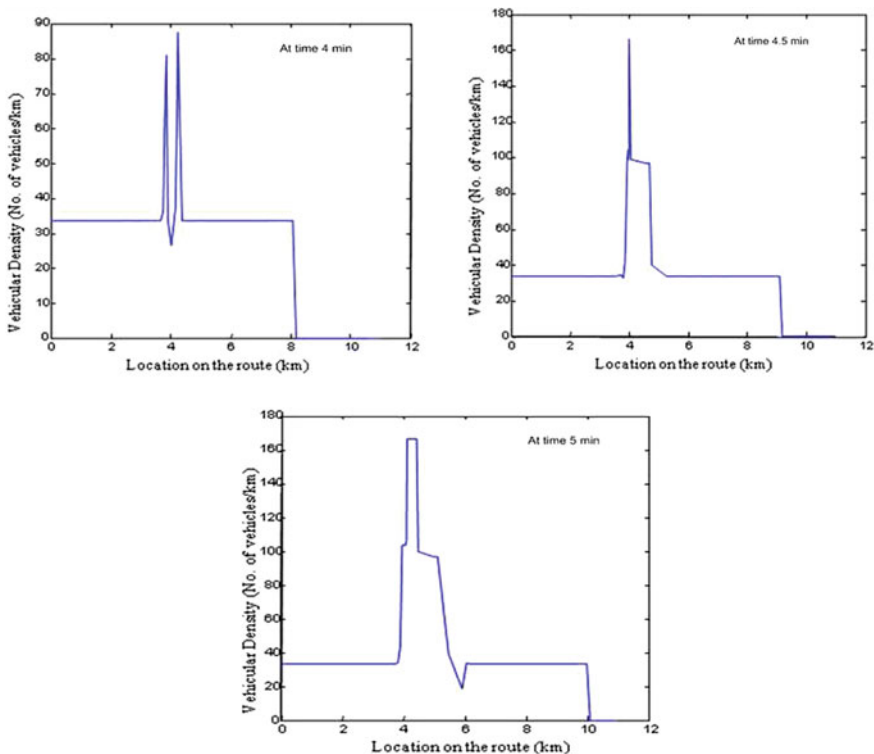 At time 4 min
Vehicular Density (No. of vehicles/km)
90
80
70
60
50
40
30
20
10
0
0 2 4 6 8 10 12
Location on the route (km)
At time 4.5 min
Vehicular Density (No. of vehicles/km)
180
160
140
120
100
80
60
40
20
0
0 2 4 6 8 10 12
Location on the route (km)
At time 5 min
Vehicular Density (No. of vehicles/km)
180
160
140
120
100
80
60
40
20
0
0 2 4 6 8 10 12
Location on the route (km)